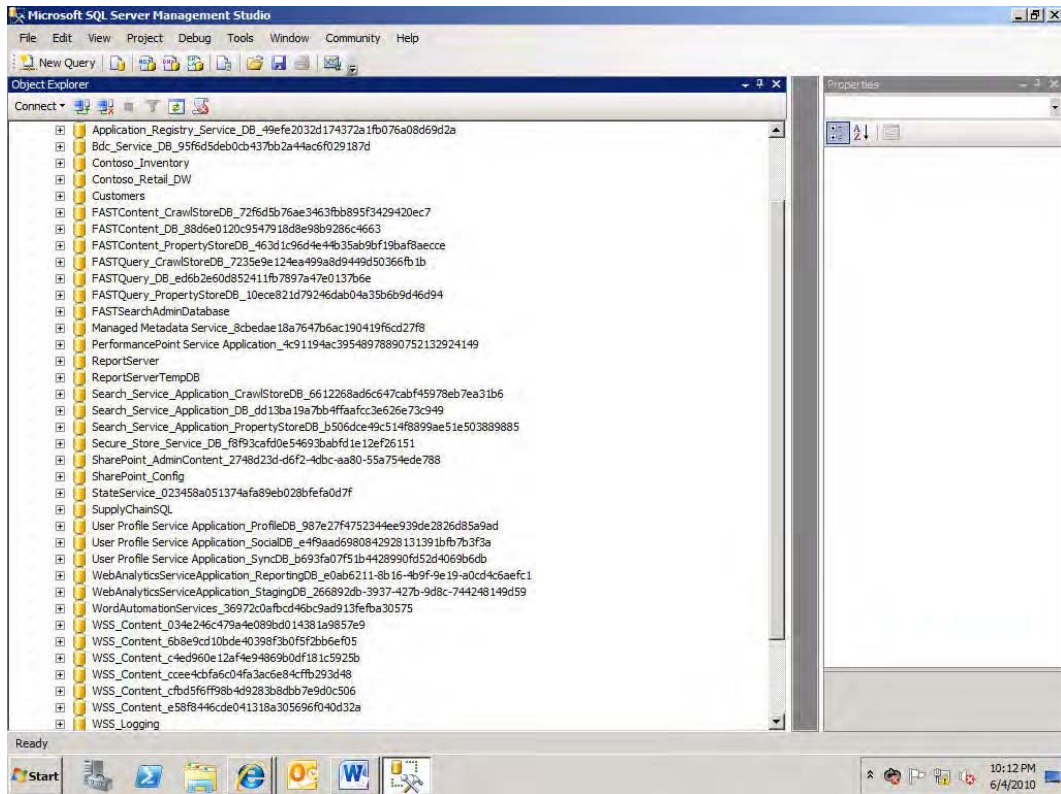 Microsoft SQL Server Management Studio
File Edit View Project Debug Tools Window Community Help
New Query
Object Explorer
Properties
Connect
Application_Registry_Service_DB_49efe2032d174372a1fb076a08d69d2a
Bdc_Service_DB_95f6d5deb0cb437bb2a44ac6f029187d
Contoso_Inventory
Contoso_Retail_DW
Customers
FASTContent_CrawlStoreDB_72f6d5b76ae3463fbb895f3429420ec7
FASTContent_DB_88d6e0120c9547918d8e98b9286c4663
FASTContent_PropertyStoreDB_463d1c96d4e44b35ab9bf19baf8aecce
FASTQuery_CrawlStoreDB_7235e9e124ea499a8d9449d50366fb1b
FASTQuery_DB_ed6b2e60d852411fb7897a47e0137b6e
FASTQuery_PropertyStoreDB_10ece821d79246dab04a35b6b9d46d94
FASTSearchAdminDatabase
Managed Metadata Service_8cbedae18a7647b6ac190419f6cd27f8
PerformancePoint Service Application_4c91194ac39548978890752132924149
ReportServer
ReportServerTempDB
Search_Service_Application_CrawlStoreDB_6612268ad6c647cabf45978eb7ea31b6
Search_Service_Application_DB_dd13ba19a7bb4ffaafcc3e626e73c949
Search_Service_Application_PropertyStoreDB_b506dce49c514f8899ae51e503889885
Secure_Store_Service_DB_f8f93cafd0e54693babfd1e12ef26151
SharePoint_AdminContent_2748d23d-d6f2-4dbc-aa80-55a754ede788
SharePoint_Config
StateService_023458a051374afa89eb028bfefa0d7f
SupplyChainSQL
User Profile Service Application_ProfileDB_987e27f4752344ee939de2826d85a9ad
User Profile Service Application_SocialDB_e4f9aad6980842928131391bfb7b3f3a
User Profile Service Application_SyncDB_b693fa07f51b4428990fd52d4069b6db
WebAnalyticsServiceApplication_ReportingDB_e0ab6211-8b16-4b9f-9e19-a0cd4c6aefc1
WebAnalyticsServiceApplication_StagingDB_266892db-3937-427b-9d8c-744248149d59
WordAutomationServices_36972c0afbcd46bc9ad913fefba30575
WSS_Content_034e246c479a4e089bd014381a9857e9
WSS_Content_6b8e9cd10bde40398f3b0f5f2bb6ef05
WSS_Content_c4ed960e12af4e94869b0df181c5925b
WSS_Content_ccee4cbfa6c04fa3ac6e84cffb293d48
WSS_Content_cfbd5f6ff98b4d9283b8dbb7e9d0c506
WSS_Content_e58f8446cde041318a305696f040d32a
WSS_Logging
Ready
Start
10:12 PM
6/4/2010